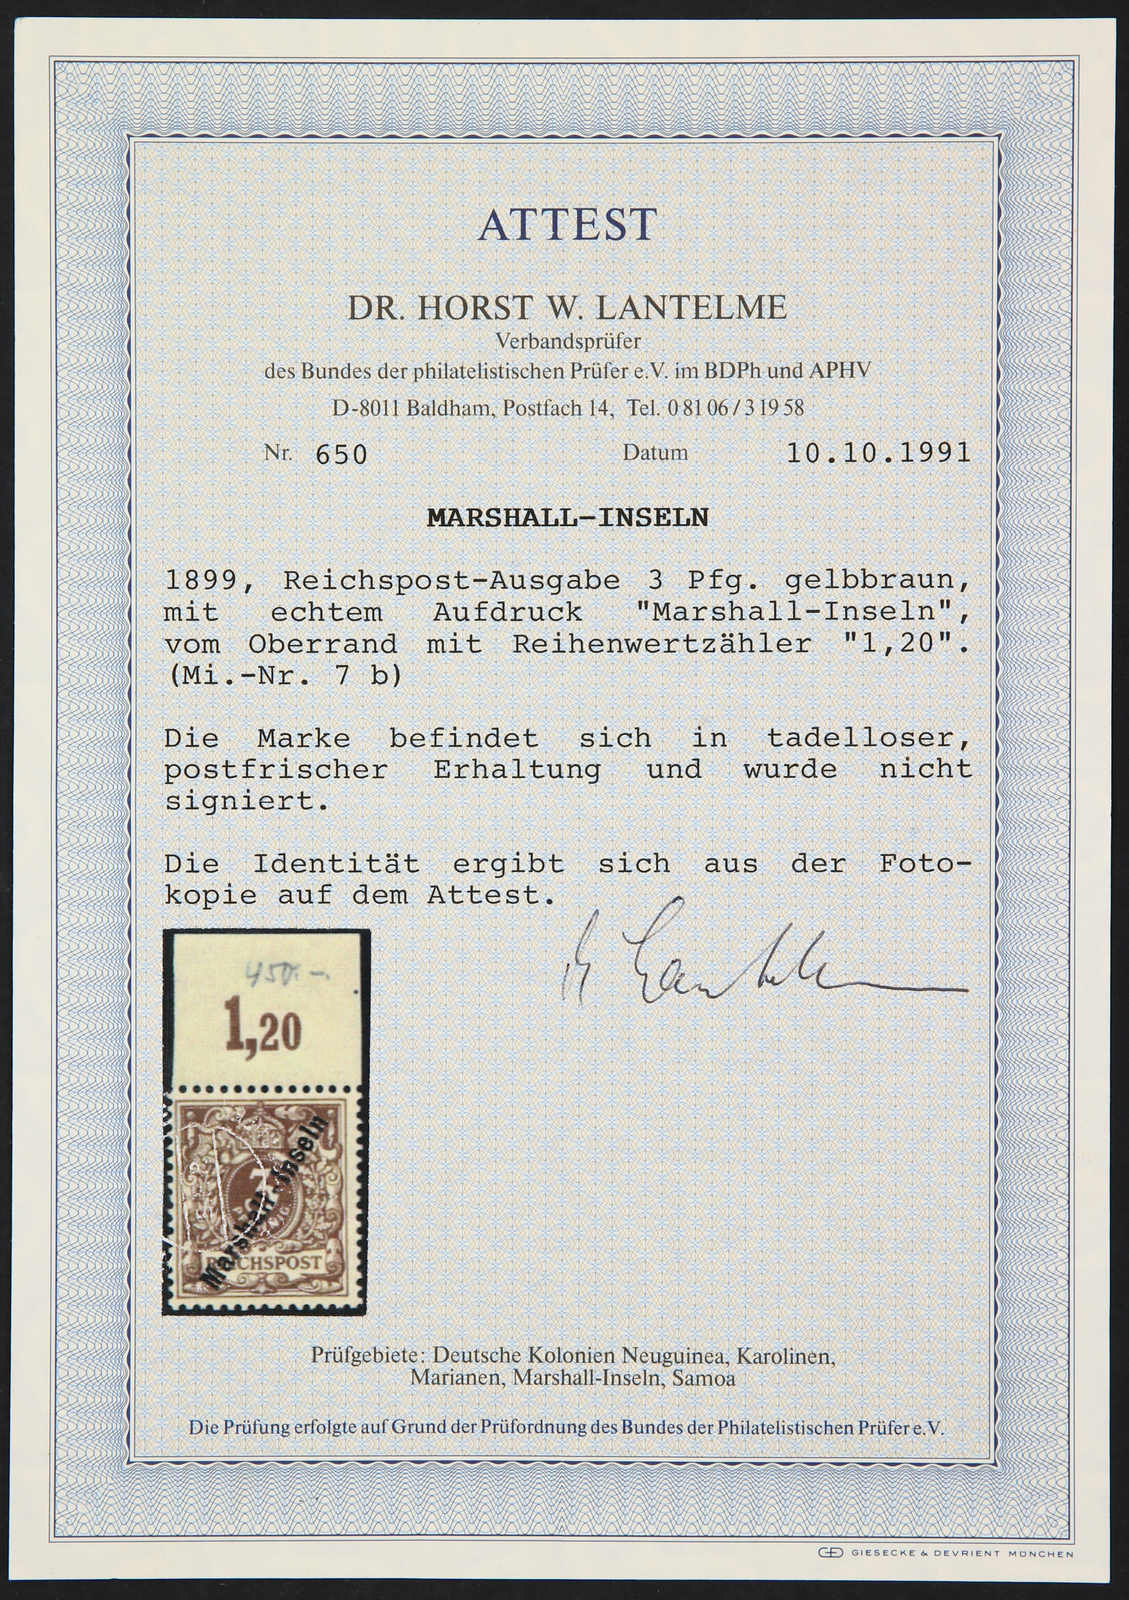 ATTEST
DR. HORST W. LANTELME
Verbandsprüfer
des Bundes der philatelistischen Prüfer e.V. im BDPh und APHV
D-8011 Baldham, Postfach 14, Tel. 0 81 06 / 3 19 58
Nr. 650 Datum 10.10.1991
MARSHALL-INSELN
1899, Reichspost-Ausgabe 3 Pfg. gelbbraun,
mit echtem Aufdruck "Marshall-Inseln",
vom Oberrand mit Reihenwertzähler "1,20".
(Mi.-Nr. 7 b)
Die Marke befindet sich in tadelloser,
postfrischer Erhaltung und wurde nicht
signiert.
Die Identität ergibt sich aus der Foto-
kopie auf dem Attest.
450.-
1,20
Marshall-Inseln
3
REICHSPOST
Prüfgebiete: Deutsche Kolonien Neuguinea, Karolinen,
Marianen, Marshall-Inseln, Samoa
Die Prüfung erfolgte auf Grund der Prüfordnung des Bundes der Philatelistischen Prüfer e.V.
GIESECKE & DEVRIENT MÜNCHEN